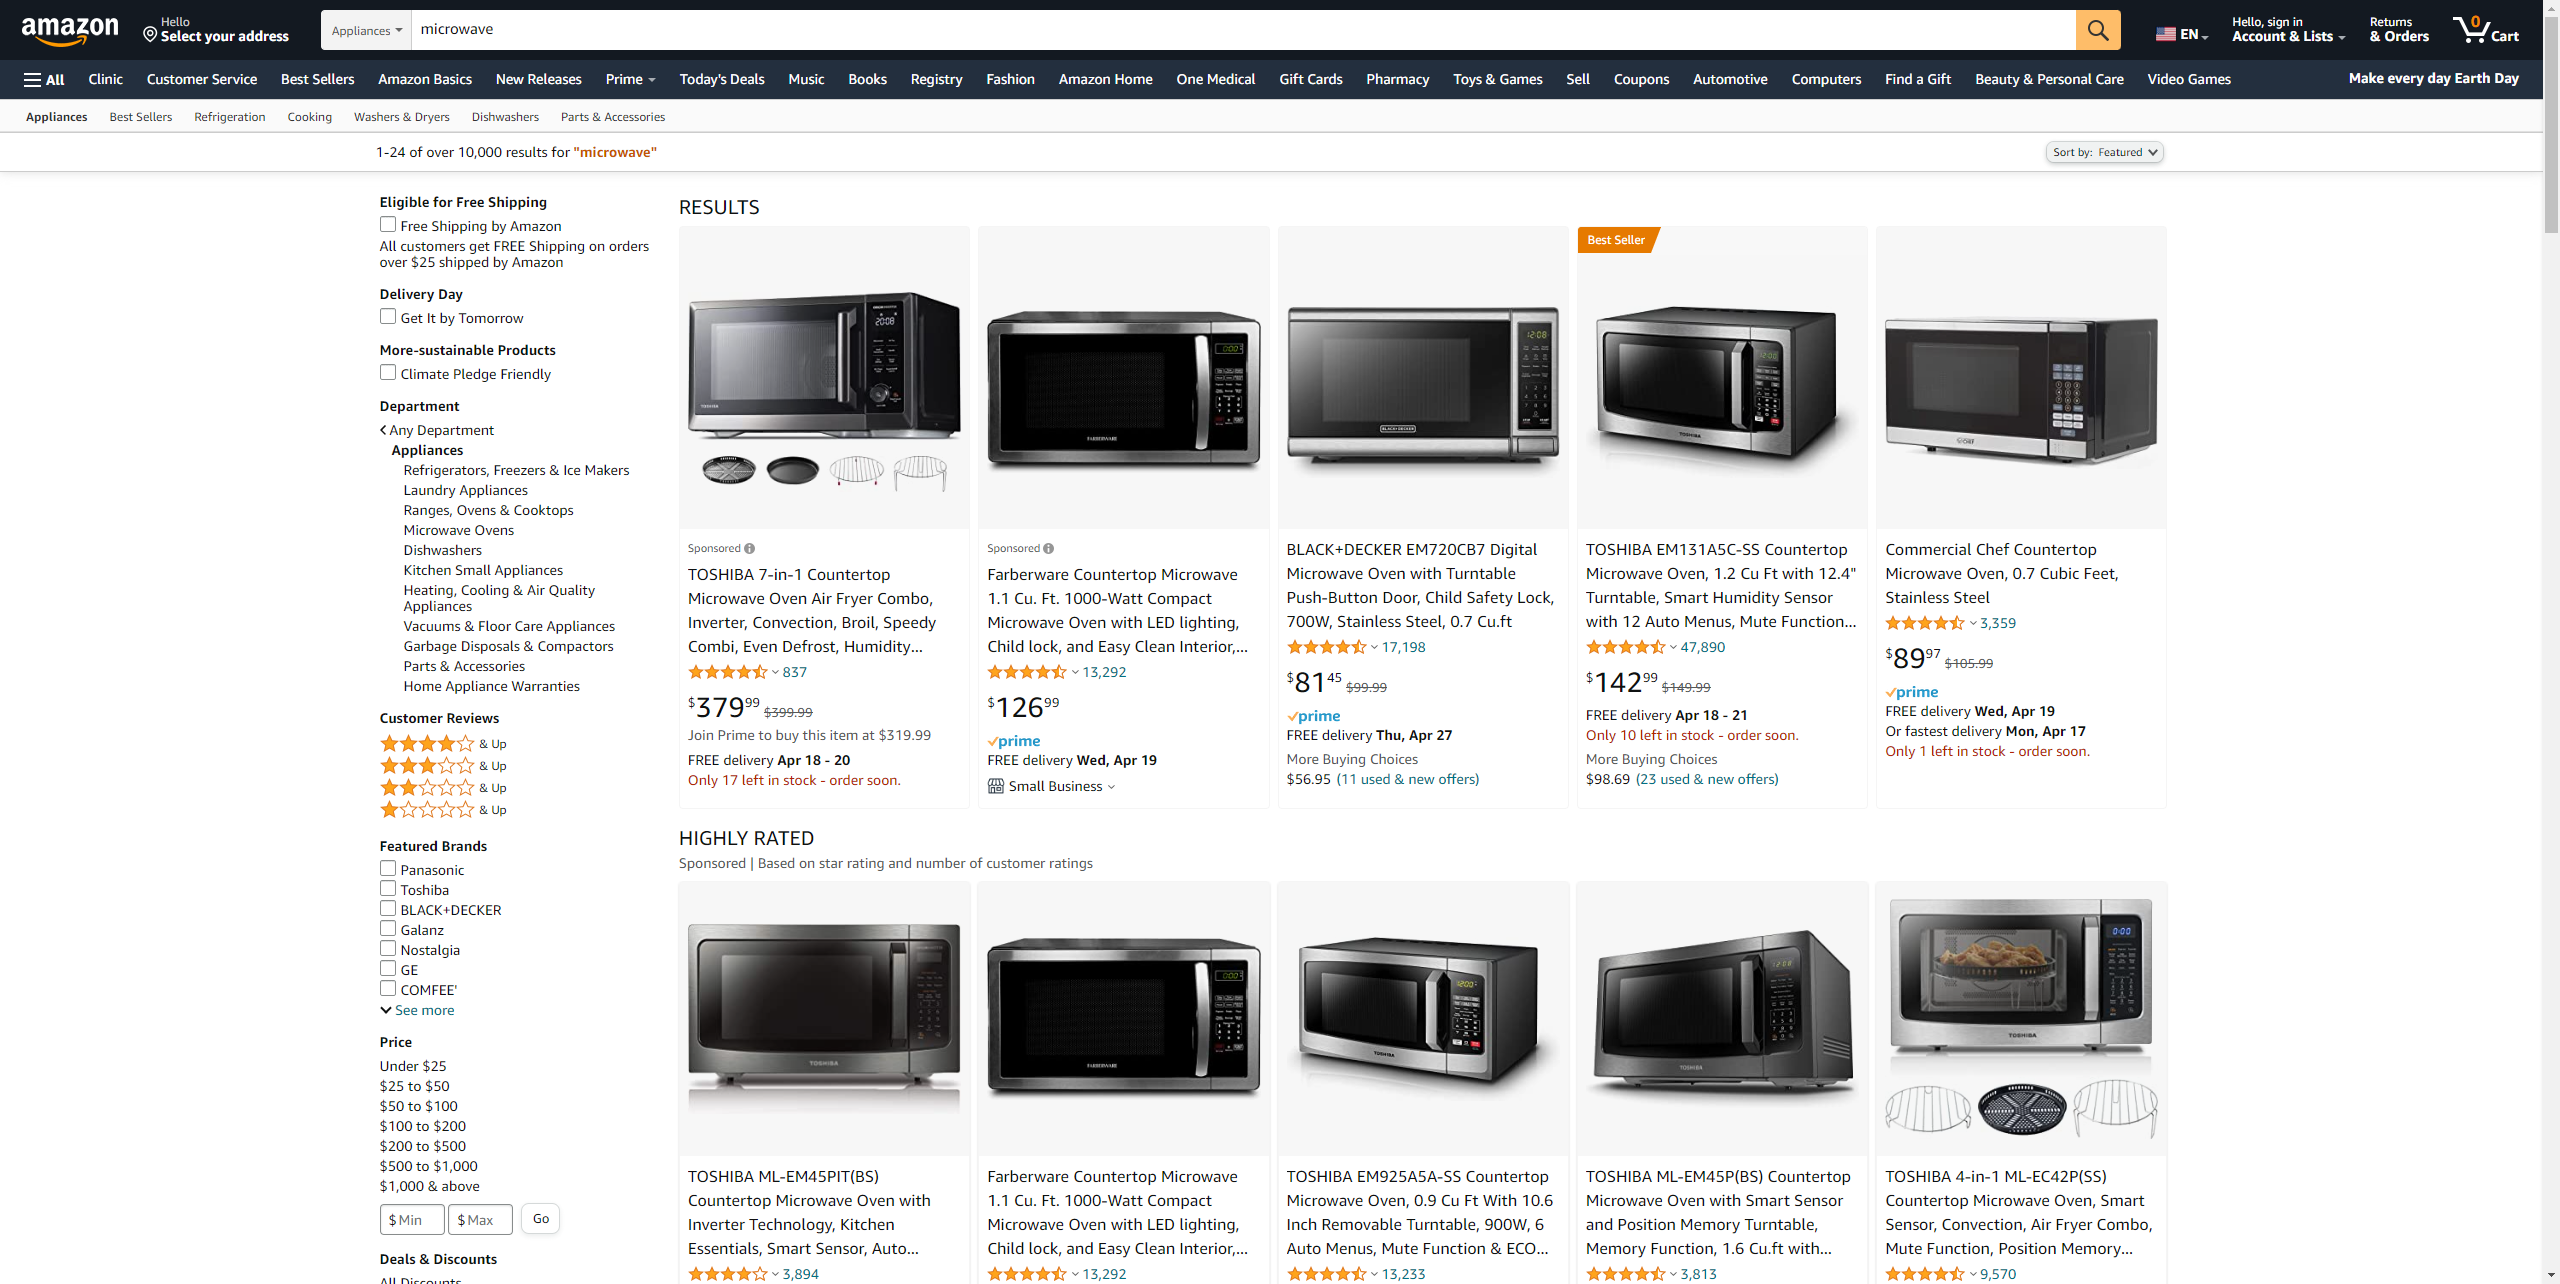 amazon
Hello
Select your address
Appliances
microwave
EN
Hello, sign in
Account & Lists
Returns
& Orders
0
Cart
All
Clinic
Customer Service
Best Sellers
Amazon Basics
New Releases
Prime
Today's Deals
Music
Books
Registry
Fashion
Amazon Home
One Medical
Gift Cards
Pharmacy
Toys & Games
Sell
Coupons
Automotive
Computers
Find a Gift
Beauty & Personal Care
Video Games
Make every day Earth Day
Appliances
Best Sellers
Refrigeration
Cooking
Washers & Dryers
Dishwashers
Parts & Accessories
1-24 of over 10,000 results for "microwave"
Sort by: Featured
Eligible for Free Shipping
Free Shipping by Amazon
All customers get FREE Shipping on orders
over $25 shipped by Amazon
Delivery Day
Get It by Tomorrow
More-sustainable Products
Climate Pledge Friendly
Department
Any Department
Appliances
Refrigerators, Freezers & Ice Makers
Laundry Appliances
Ranges, Ovens & Cooktops
Microwave Ovens
Dishwashers
Kitchen Small Appliances
Heating, Cooling & Air Quality
Appliances
Vacuums & Floor Care Appliances
Garbage Disposals & Compactors
Parts & Accessories
Home Appliance Warranties
Customer Reviews
& Up
& Up
& Up
& Up
Featured Brands
Panasonic
Toshiba
BLACK+DECKER
Galanz
Nostalgia
GE
COMFEE'
See more
Price
Under $25
$25 to $50
$50 to $100
$100 to $200
$200 to $500
$500 to $1,000
$1,000 & above
$ Min
$ Max
Go
Deals & Discounts
All Discounts
RESULTS
20:08
TOSHIBA
Sponsored
TOSHIBA 7-in-1 Countertop
Microwave Oven Air Fryer Combo,
Inverter, Convection, Broil, Speedy
Combi, Even Defrost, Humidity...
837
$379.99 $399.99
Join Prime to buy this item at $319.99
FREE delivery Apr 18 - 20
Only 17 left in stock - order soon.
FARBERWARE
Sponsored
Farberware Countertop Microwave
1.1 Cu. Ft. 1000-Watt Compact
Microwave Oven with LED lighting,
Child lock, and Easy Clean Interior,...
13,292
$126.99
prime
FREE delivery Wed, Apr 19
Small Business
12:08
BLACK+DECKER
BLACK+DECKER EM720CB7 Digital
Microwave Oven with Turntable
Push-Button Door, Child Safety Lock,
700W, Stainless Steel, 0.7 Cu.ft
17,198
$81.45 $99.99
prime
FREE delivery Thu, Apr 27
More Buying Choices
$56.95 (11 used & new offers)
Best Seller
TOSHIBA
TOSHIBA EM131A5C-SS Countertop
Microwave Oven, 1.2 Cu Ft with 12.4"
Turntable, Smart Humidity Sensor
with 12 Auto Menus, Mute Function...
47,890
$142.99 $149.99
FREE delivery Apr 18 - 21
Only 10 left in stock - order soon.
More Buying Choices
$98.69 (23 used & new offers)
CHEF
Commercial Chef Countertop
Microwave Oven, 0.7 Cubic Feet,
Stainless Steel
3,359
$89.97 $105.99
prime
FREE delivery Wed, Apr 19
Or fastest delivery Mon, Apr 17
Only 1 left in stock - order soon.
HIGHLY RATED
Sponsored | Based on star rating and number of customer ratings
TOSHIBA
TOSHIBA ML-EM45PIT(BS)
Countertop Microwave Oven with
Inverter Technology, Kitchen
Essentials, Smart Sensor, Auto...
3,894
FARBERWARE
Farberware Countertop Microwave
1.1 Cu. Ft. 1000-Watt Compact
Microwave Oven with LED lighting,
Child lock, and Easy Clean Interior,...
13,292
TOSHIBA
TOSHIBA EM925A5A-SS Countertop
Microwave Oven, 0.9 Cu Ft With 10.6
Inch Removable Turntable, 900W, 6
Auto Menus, Mute Function & ECO...
13,233
TOSHIBA
TOSHIBA ML-EM45P(BS) Countertop
Microwave Oven with Smart Sensor
and Position Memory Turntable,
Memory Function, 1.6 Cu.ft with...
3,813
0:00
TOSHIBA
TOSHIBA 4-in-1 ML-EC42P(SS)
Countertop Microwave Oven, Smart
Sensor, Convection, Air Fryer Combo,
Mute Function, Position Memory...
9,570